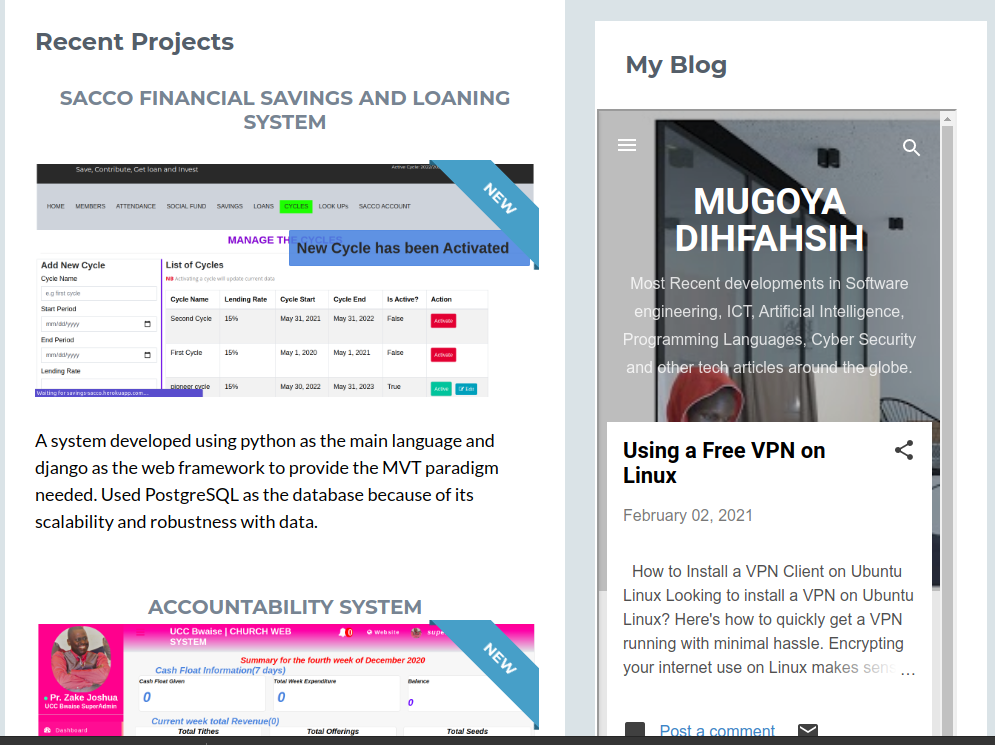 Recent Projects
SACCO FINANCIAL SAVINGS AND LOANING
SYSTEM
Save, Contribute, Get loan and Invest
NEW
HOME MEMBERS ATTENDANCE SOCIAL FUND SAVINGS LOANS CYCLES LOOK UPs SACCO ACCOUNT
MANAGE THE CYCLES
New Cycle has been Activated
Add New Cycle
Cycle Name
e.g first cycle
Start Period
mm/dd/yyyy
End Period
mm/dd/yyyy
Lending Rate
List of Cycles
NB Activating a cycle will update current data
Cycle Name Lending Rate Cycle Start Cycle End Is Active? Action
Second Cycle 15% May 31, 2021 May 31, 2022 False Activate
First Cycle 15% May 1, 2020 May 1, 2021 False Activate
pioneer cycle 15% May 30, 2022 May 31, 2023 True Active Edit
Waiting for savings-sacco.herokuapp.com...
A system developed using python as the main language and
django as the web framework to provide the MVT paradigm
needed. Used PostgreSQL as the database because of its
scalability and robustness with data.
ACCOUNTABILITY SYSTEM
UCC Bwaise | CHURCH WEB
SYSTEM
0 Website
NEW
Summary for the fourth week of December 2020
Cash Float Information(7 days)
Cash Float Given Total Week Expenditure Balance
0 0 0
Pr. Zake Joshua
UCC Bwaise SuperAdmin
Dashboard
Current week total Revenue(0)
Total Tithes Total Offerings Total Seeds
My Blog
MUGOYA
DIHFAHSIH
Most Recent developments in Software
engineering, ICT, Artificial Intelligence,
Programming Languages, Cyber Security
and other tech articles around the globe.
Using a Free VPN on
Linux
February 02, 2021
How to Install a VPN Client on Ubuntu
Linux Looking to install a VPN on Ubuntu
Linux? Here's how to quickly get a VPN
running with minimal hassle. Encrypting
your internet use on Linux makes sens...
Post a comment